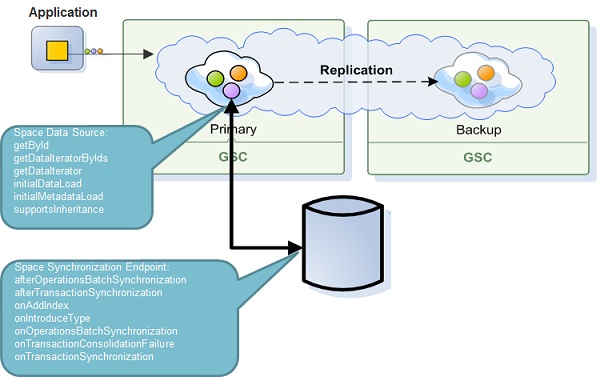 Application
Replication
Primary
Backup
GSC
GSC
Space Data Source:
getById
getDataIteratorByIds
getDataIterator
initialDataLoad
initialMetadataLoad
supportsInheritance
Space Synchronization Endpoint:
afterOperationsBatchSynchronization
afterTransactionSynchronization
onAddIndex
onIntroduceType
onOperationsBatchSynchronization
onTransactionConsolidationFailure
onTransactionSynchronization